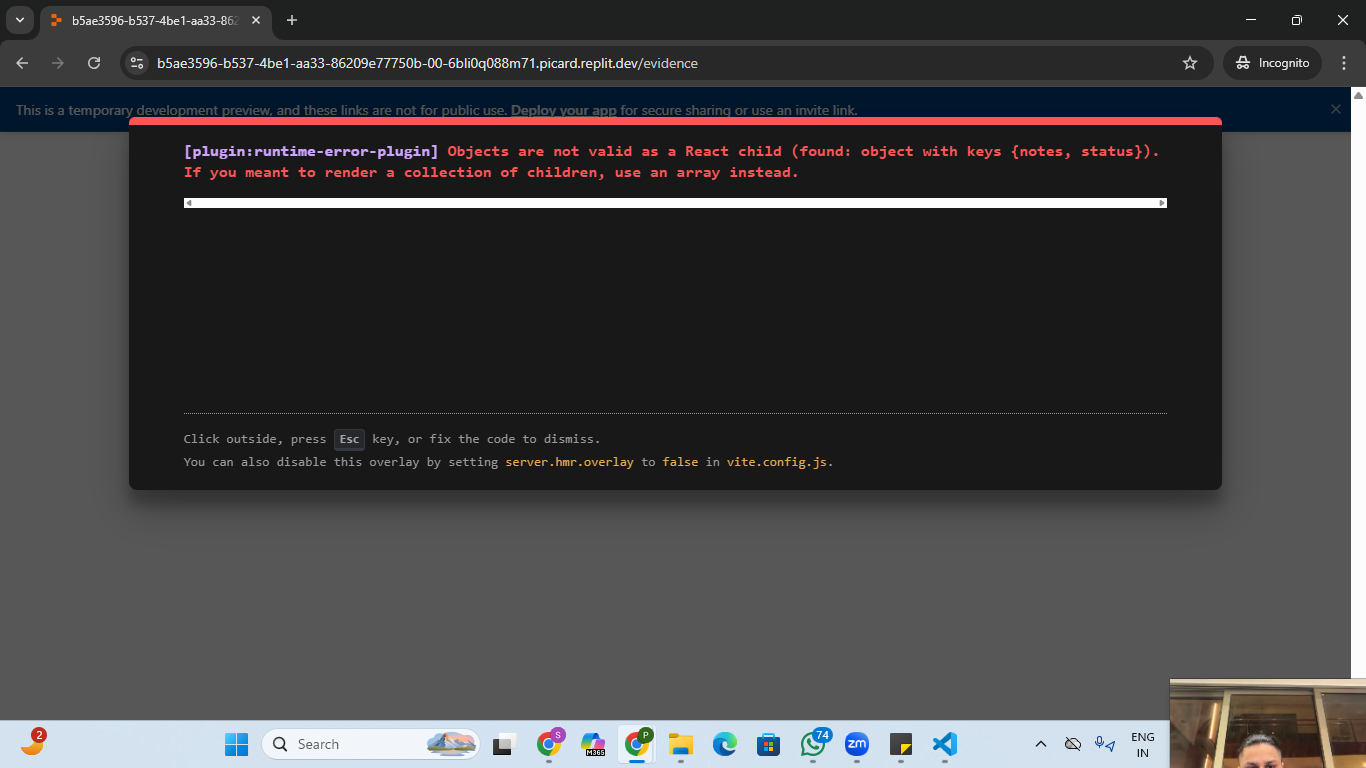 b5ae3596-b537-4be1-aa33-862
b5ae3596-b537-4be1-aa33-86209e77750b-00-6bli0q088m71.picard.replit.dev/evidence
Incognito
This is a temporary development preview, and these links are not for public use. Deploy your app for secure sharing or use an invite link.
[plugin:runtime-error-plugin] Objects are not valid as a React child (found: object with keys {notes, status}).
If you meant to render a collection of children, use an array instead.
Click outside, press Esc key, or fix the code to dismiss.
You can also disable this overlay by setting server.hmr.overlay to false in vite.config.js.
2
Search
S
M365
P
74
zm
ENG
IN